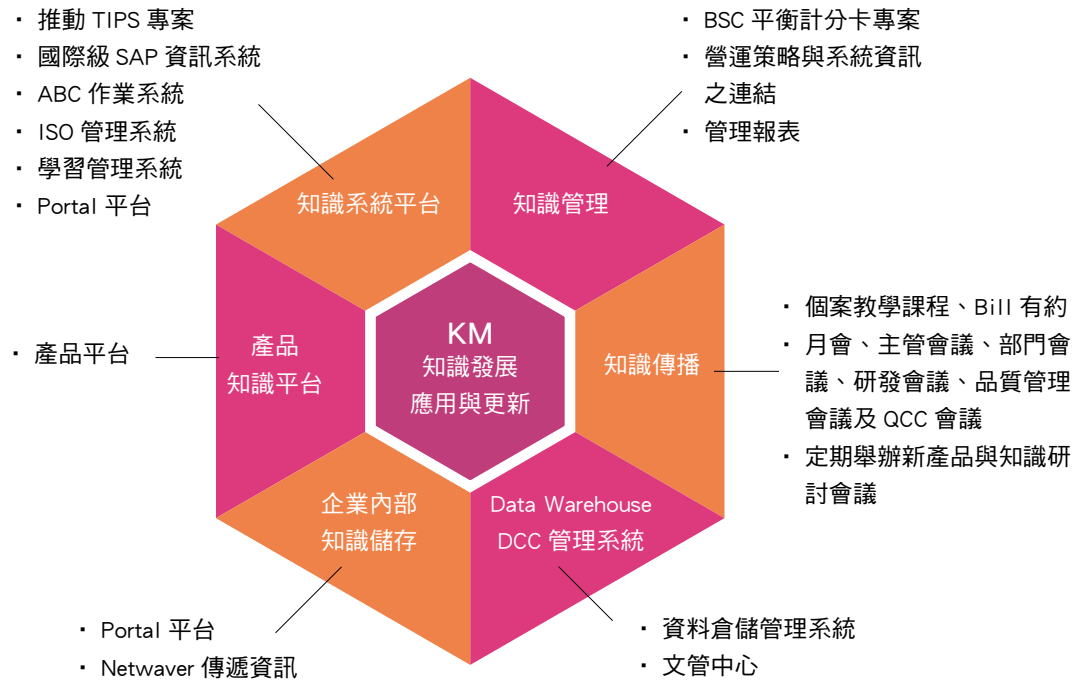 ・ 推動 TIPS 專案
・ 國際級 SAP 資訊系統
・ ABC 作業系統
・ ISO 管理系統
・ 學習管理系統
・ Portal 平台
・ BSC 平衡計分卡專案
・ 營運策略與系統資訊
之連結
・ 管理報表
知識系統平台
知識管理
・ 產品平台
產品
知識平台
KM
知識發展
應用與更新
知識傳播
・ 個案教學課程、Bill 有約
・ 月會、主管會議、部門會
議、研發會議、品質管理
會議及 QCC 會議
・ 定期舉辦新產品與知識研
討會議
企業內部
知識儲存
Data Warehouse
DCC 管理系統
・ Portal 平台
・ Netwaver 傳遞資訊
・ 資料倉儲管理系統
・ 文管中心